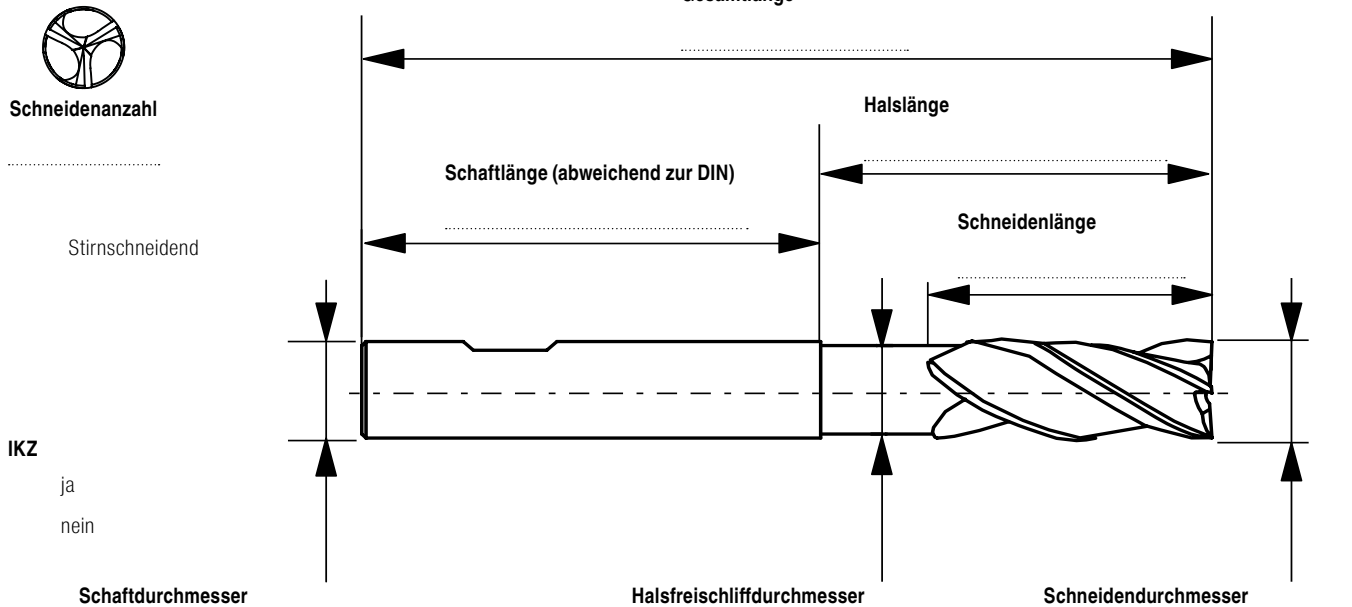 Gesamtlänge
Schneidenanzahl
Halslänge
Schaftlänge (abweichend zur DIN)
Schneidenlänge
Stirnschneidend
IKZ
ja
nein
Schaftdurchmesser
Halsfreischliffdurchmesser
Schneidendurchmesser